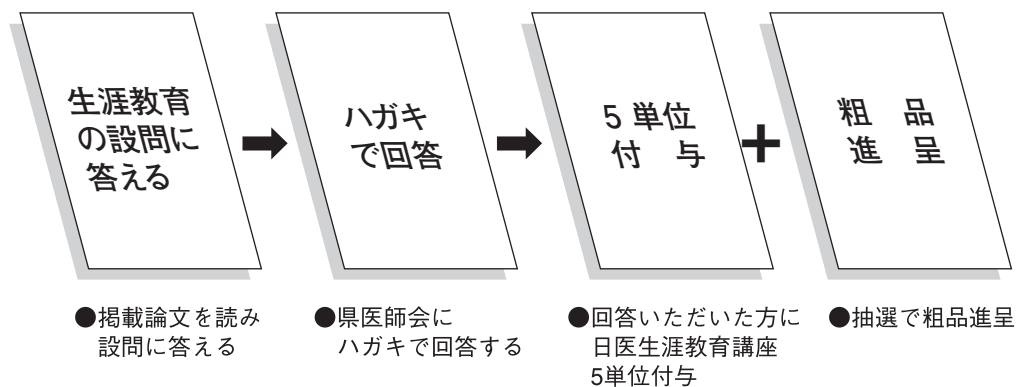 生涯教育
の設問に
答える
ハガキ
で回答
5単位
付 与
粗 品
進 呈
●掲載論文を読み
設問に答える
●県医師会に
ハガキで回答する
●回答いただいた方に
日医生涯教育講座
5単位付与
●抽選で粗品進呈